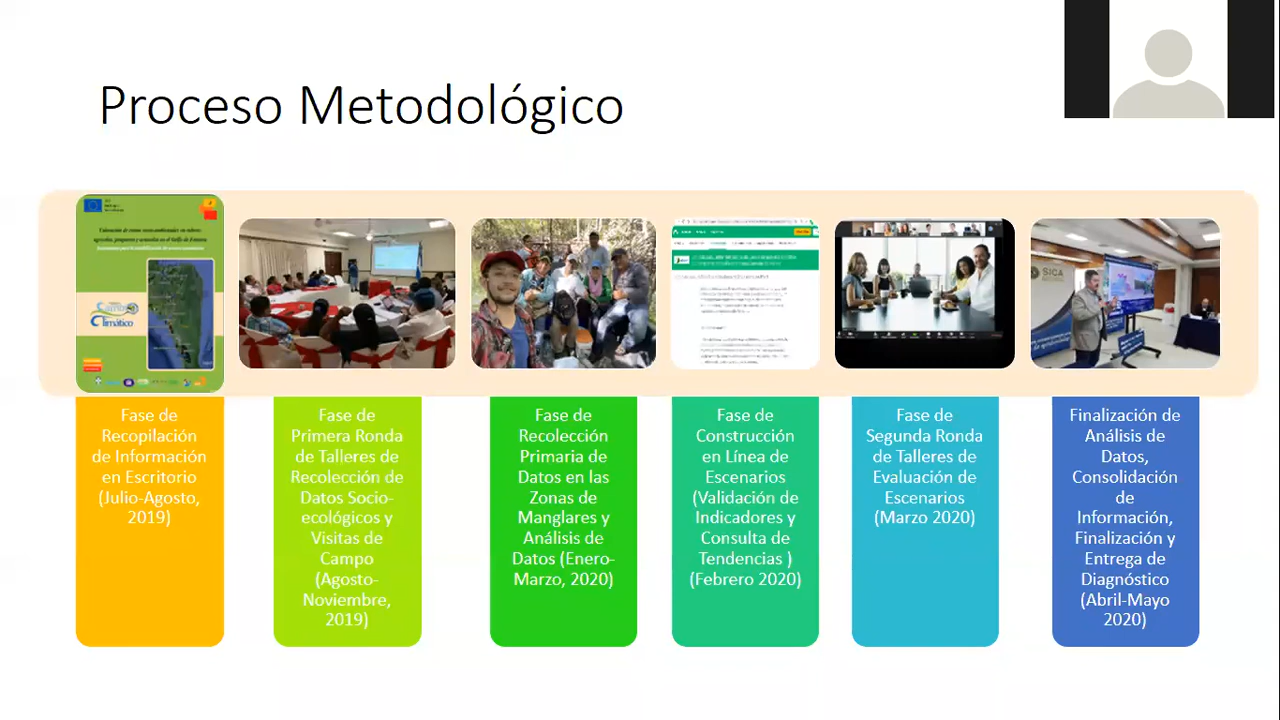 Proceso Metodológico
Cambio
Climático
SICA
Fase de
Recopilación
de Información
en Escritorio
(Julio-Agosto,
2019)
Fase de
Primera Ronda
de Talleres de
Recolección de
Datos Socio-
ecológicos y
Visitas de
Campo
(Agosto-
Noviembre,
2019)
Fase de
Recolección
Primaria de
Datos en las
Zonas de
Manglares y
Análisis de
Datos (Enero-
Marzo, 2020)
Fase de
Construcción
en Línea de
Escenarios
(Validación de
Indicadores y
Consulta de
Tendencias )
(Febrero 2020)
Fase de
Segunda Ronda
de Talleres de
Evaluación de
Escenarios
(Marzo 2020)
Finalización de
Análisis de
Datos,
Consolidación
de
Información,
Finalización y
Entrega de
Diagnóstico
(Abril-Mayo
2020)